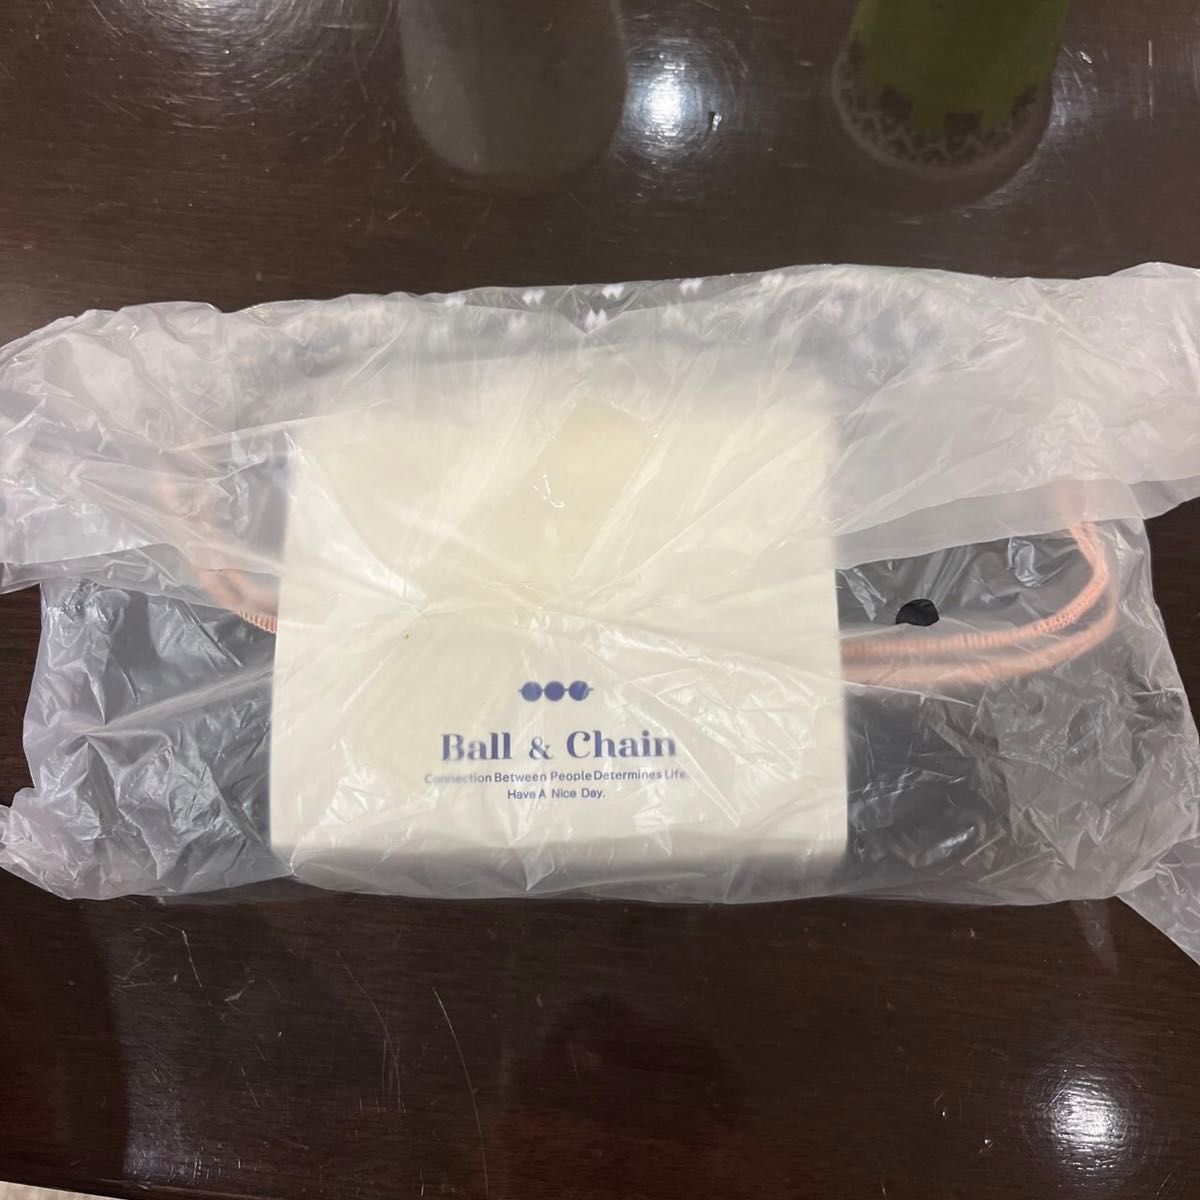 Ball & Chain
Connection Between People Determines Life.
Have A Nice Day.